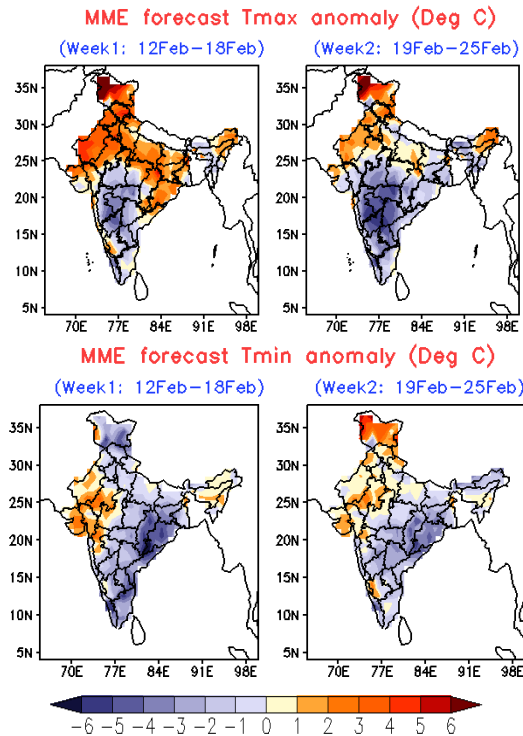 MME forecast Tmax anomaly (Deg C)
(Week1: 12Feb−18Feb) (Week2: 19Feb−25Feb)
35N
30N
25N
20N
15N
10N
5N
70E 77E 84E 91E 98E
35N
30N
25N
20N
15N
10N
5N
70E 77E 84E 91E 98E
MME forecast Tmin anomaly (Deg C)
(Week1: 12Feb−18Feb) (Week2: 19Feb−25Feb)
35N
30N
25N
20N
15N
10N
5N
70E 77E 84E 91E 98E
35N
30N
25N
20N
15N
10N
5N
70E 77E 84E 91E 98E
−6 −5 −4 −3 −2 −1 0 1 2 3 4 5 6